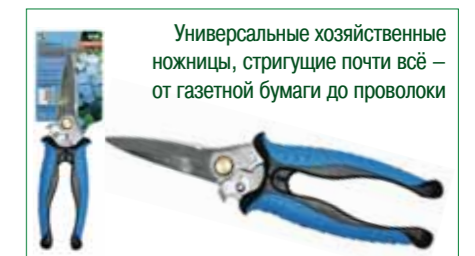 Универсальные хозяйственные
ножницы, стригущие почти всё –
от газетной бумаги до проволоки